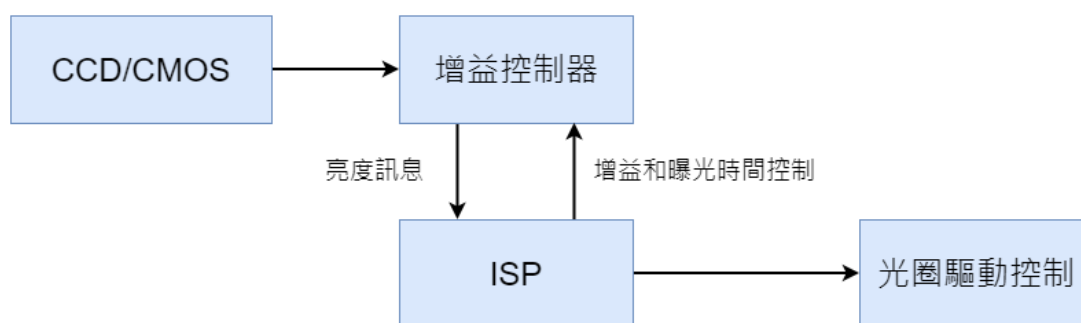 CCD/CMOS
增益控制器
亮度訊息
增益和曝光時間控制
ISP
光圈驅動控制